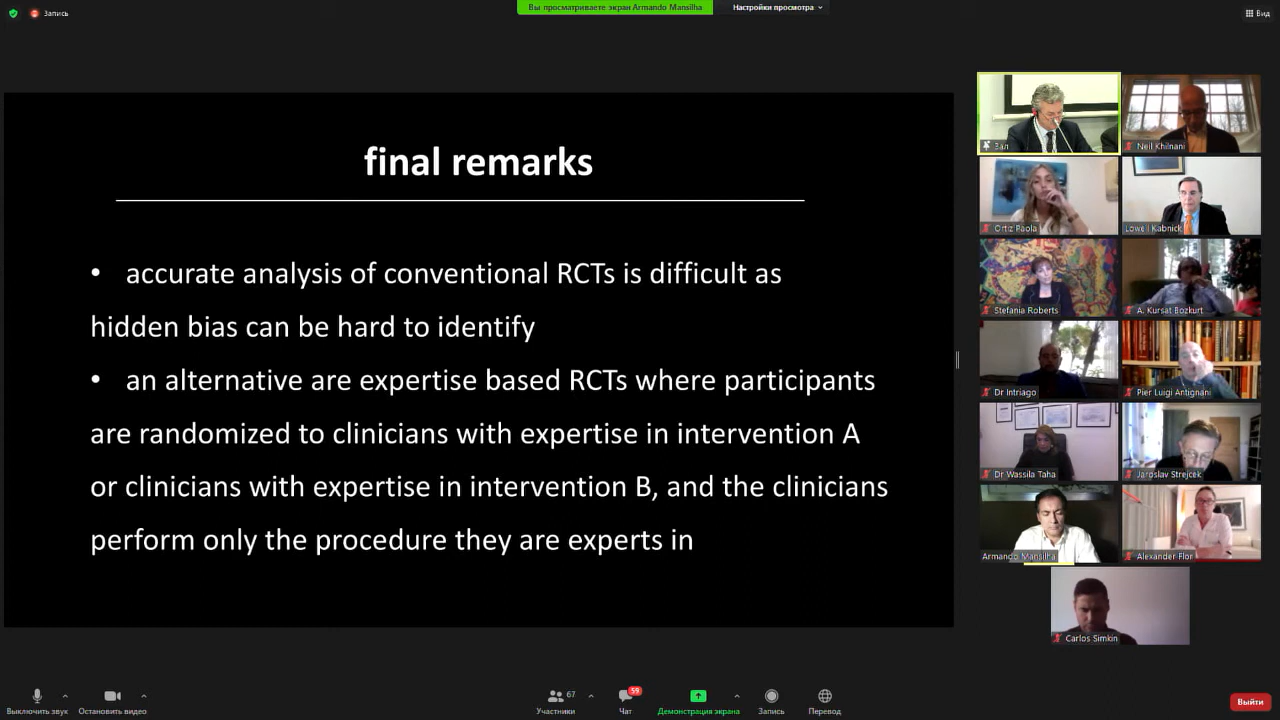 Запись
Вы просматриваете экран Armando Mansilha
Настройки просмотра
Вид
final remarks
• accurate analysis of conventional RCTs is difficult as
hidden bias can be hard to identify
• an alternative are expertise based RCTs where participants
are randomized to clinicians with expertise in intervention A
or clinicians with expertise in intervention B, and the clinicians
perform only the procedure they are experts in
Зал
Neil Khilnani
Ortiz Paola
Lowell Kabnick
Stefania Roberts
A. Kursat Bozkurt
Dr Intriago
Pier Luigi Antignani
Dr Wassila Taha
Jaroslav Strejcek
Armando Mansilha
Alexander Flor
Carlos Simkin
Выключить звук
Остановить видео
67
Участники
59
Чат
Демонстрация экрана
Запись
Перевод
Выйти